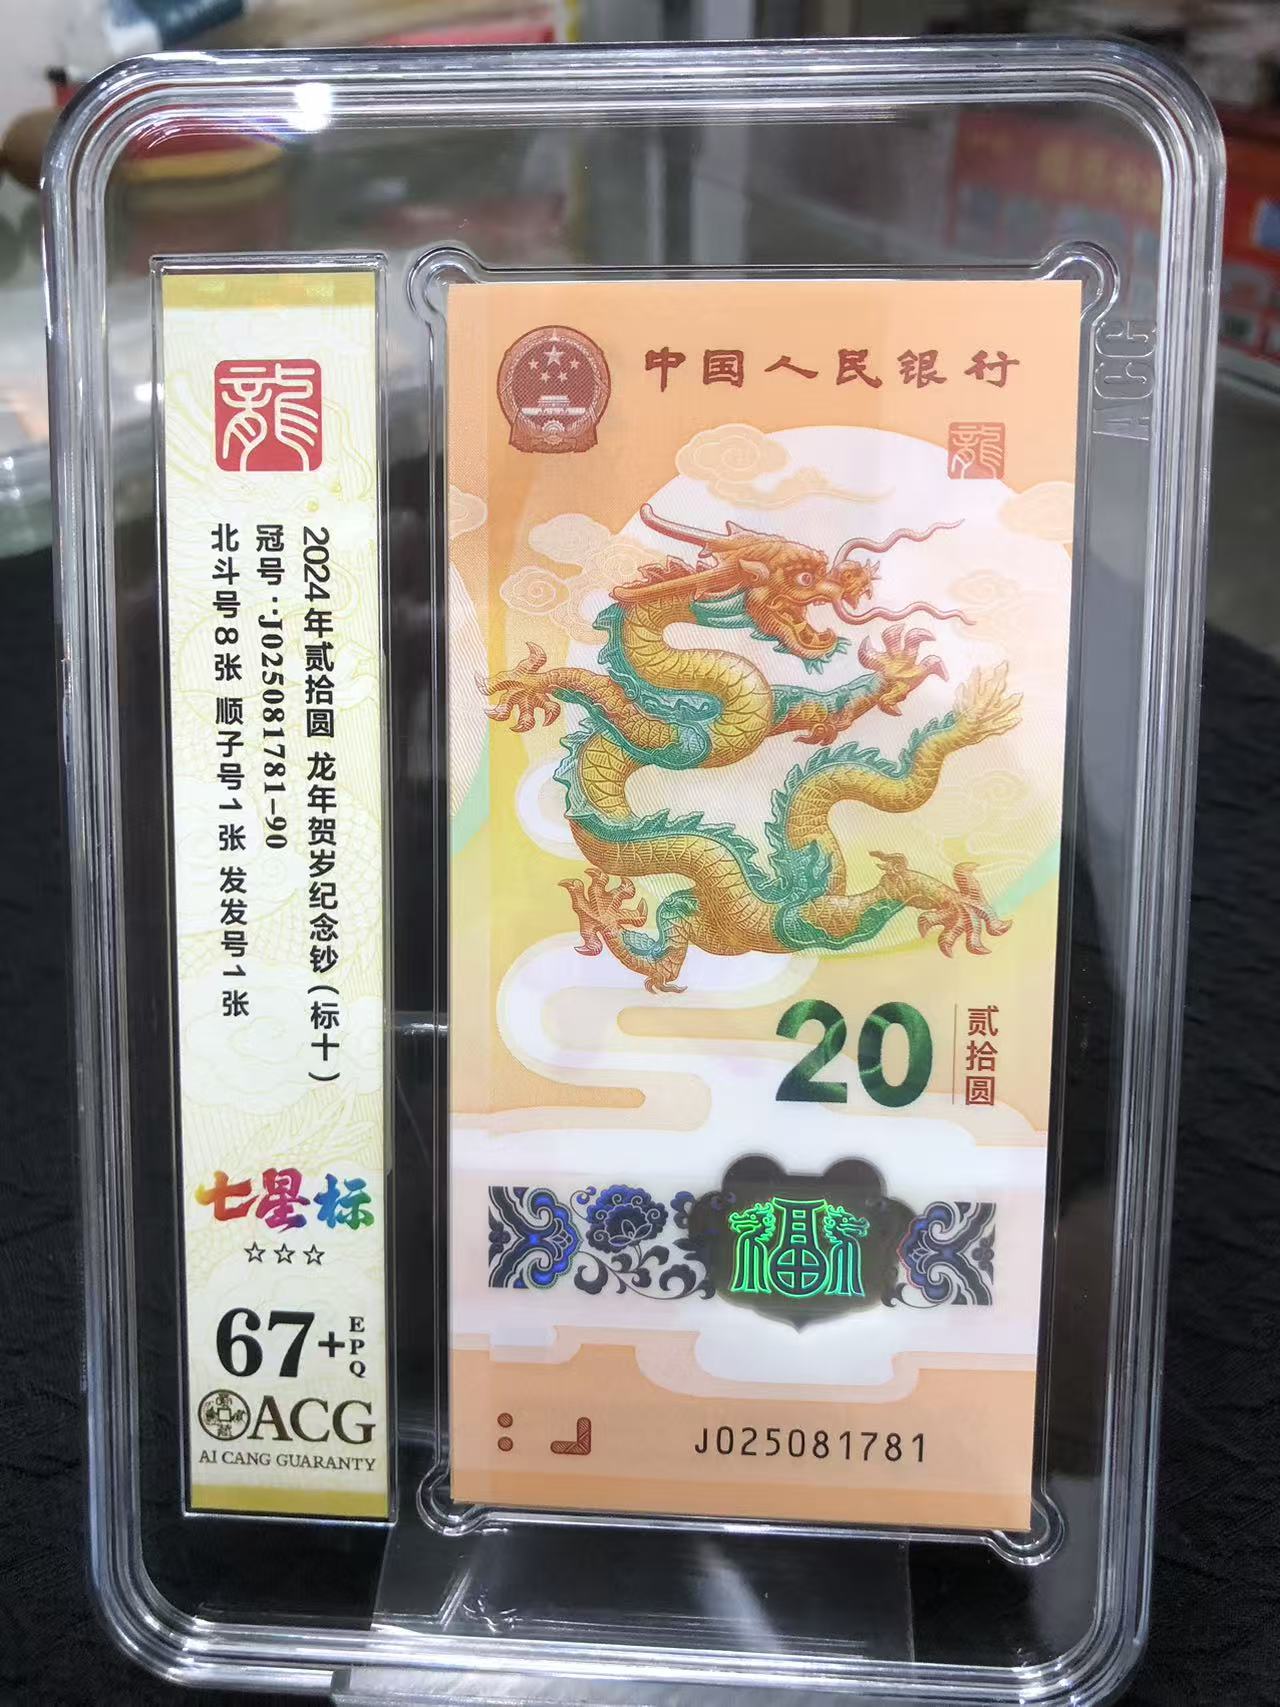 龍
2024年贰拾圆 龙年贺岁纪念钞(标十)
冠号:J025081781-90
北斗号8张 顺子号1张 发发号1张
七星标
☆☆☆
67+
EPQ
ACG
AI CANG GUARANTY
中国人民银行
龍
20
贰拾圆
福
J025081781
ACG